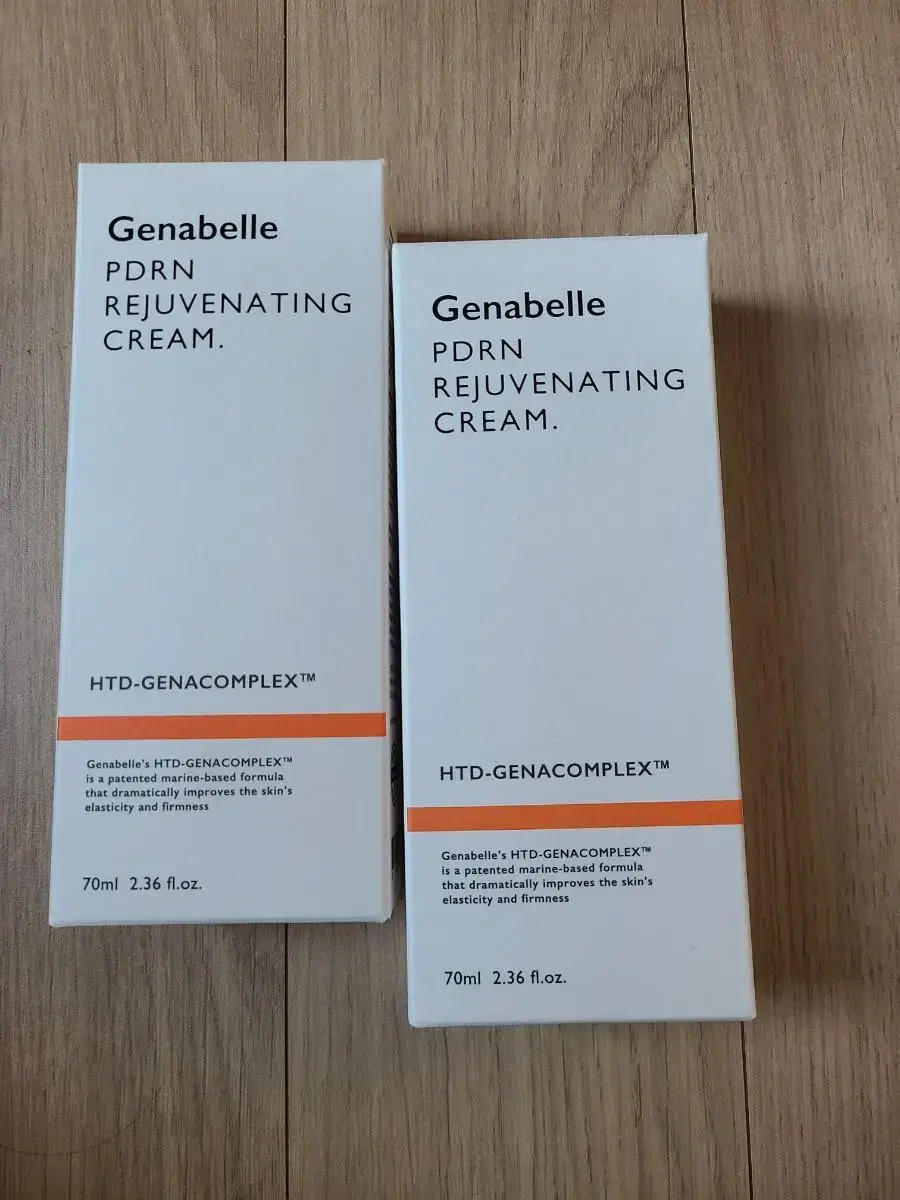 Genabelle
PDRN
REJUVENATING
CREAM.
HTD-GENACOMPLEX™
Genabelle's HTD-GENACOMPLEX™
is a patented marine-based formula
that dramatically improves the skin's
elasticity and firmness
70ml 2.36 fl.oz.
Genabelle
PDRN
REJUVENATING
CREAM.
HTD-GENACOMPLEX™
Genabelle's HTD-GENACOMPLEX™
is a patented marine-based formula
that dramatically improves the skin's
elasticity and firmness
70ml 2.36 fl.oz.